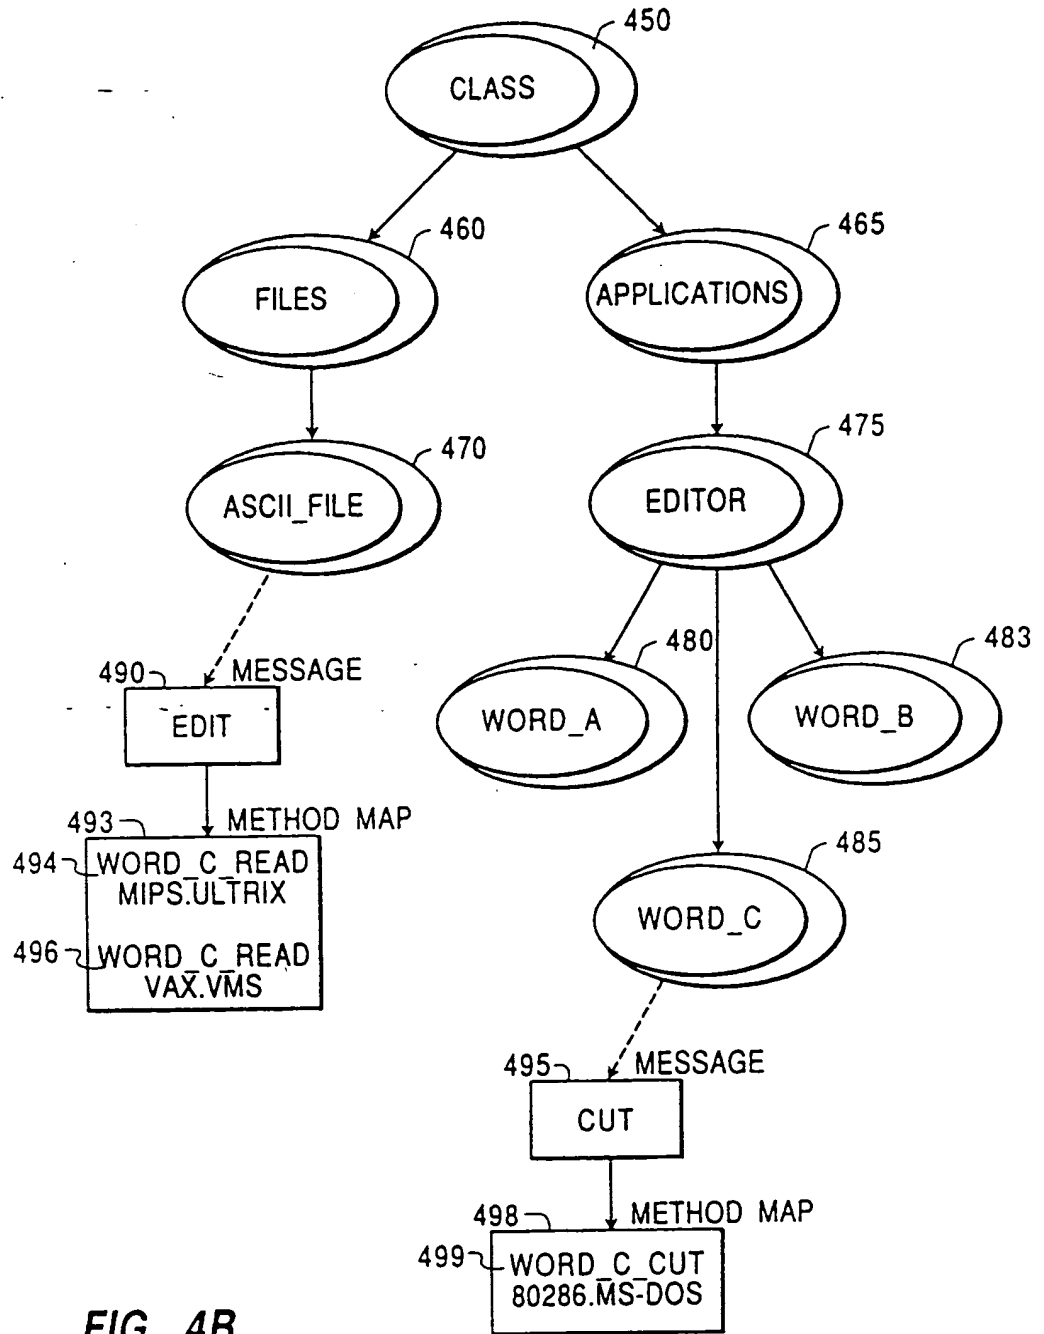 450
CLASS
460
465
FILES
APPLICATIONS
470
475
ASCII_FILE
EDITOR
490
MESSAGE
480
483
EDIT
WORD_A
WORD_B
493
METHOD MAP
494
WORD_C_READ
MIPS.ULTRIX
496
WORD_C_READ
VAX.VMS
485
WORD_C
495
MESSAGE
CUT
498
METHOD MAP
499
WORD_C_CUT
80286.MS-DOS
FIG. 4B